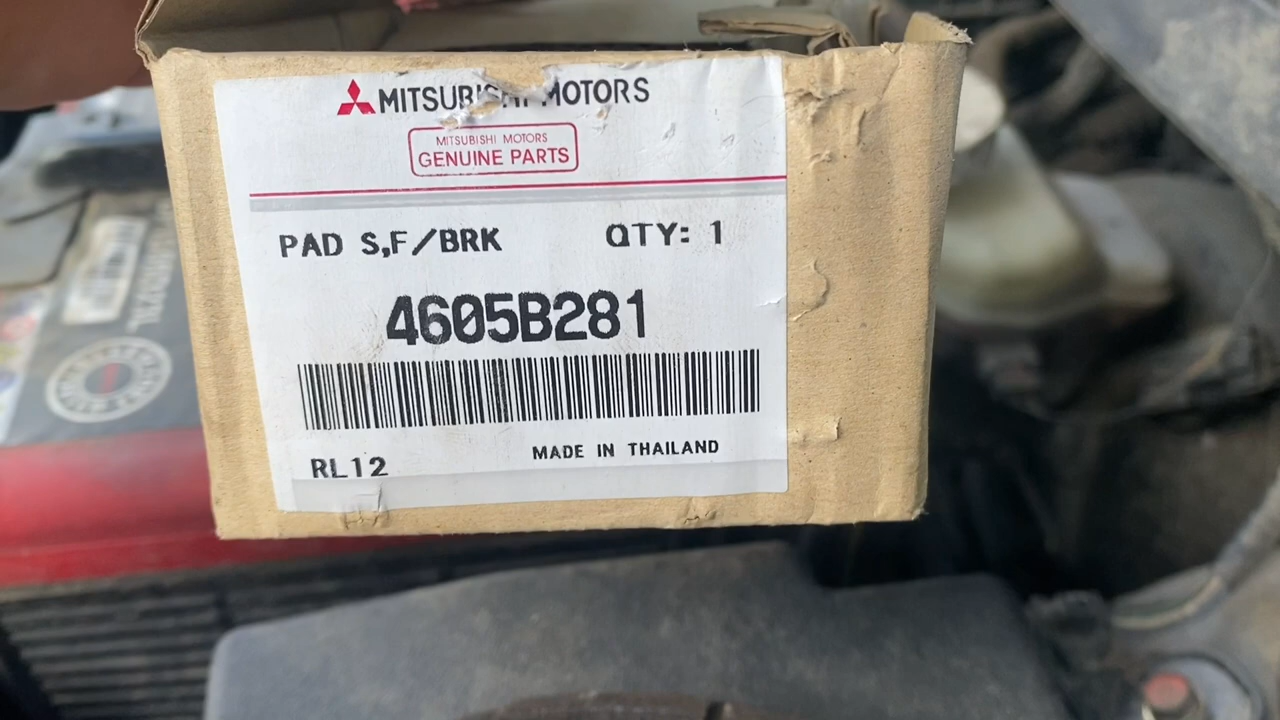 MITSUBISHI MOTORS
MITSUBISHI MOTORS
GENUINE PARTS
PAD S,F/BRK QTY: 1
4605B281
RL12 MADE IN THAILAND